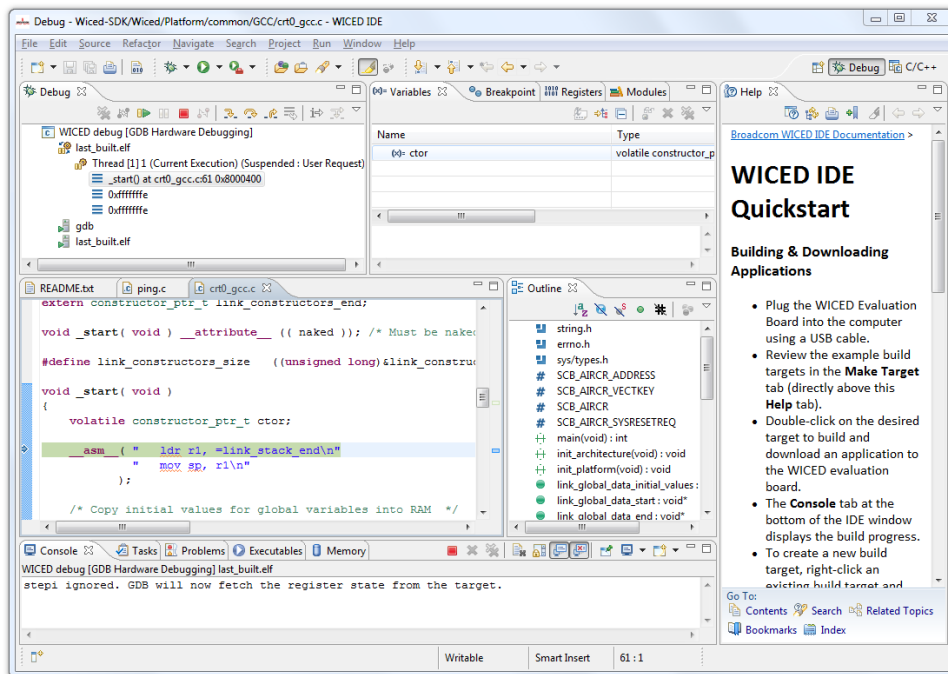 Debug - Wiced-SDK/Wiced/Platform/common/GCC/crt0_gcc.c - WICED IDE
File Edit Source Refactor Navigate Search Project Run Window Help
Debug C/C++
Debug
WICED debug [GDB Hardware Debugging]
last_built.elf
Thread [1] 1 (Current Execution) (Suspended : User Request)
_start() at crt0_gcc.c:61 0x8000400
0xfffffffe
0xfffffffe
gdb
last_built.elf
(x)= Variables Breakpoint Registers Modules
Name Type
(x)= ctor volatile constructor_p
README.txt ping.c crt0_gcc.c
extern constructor_ptr_t link_constructors_end;
void _start( void ) __attribute__ (( naked )); /* Must be naked
#define link_constructors_size ((unsigned long)&link_constru
void _start( void )
{
volatile constructor_ptr_t ctor;
__asm__( " ldr r1, =link_stack_end\n"
" mov sp, r1\n"
);
/* Copy initial values for global variables into RAM */
Outline
string.h
errno.h
sys/types.h
SCB_AIRCR_ADDRESS
SCB_AIRCR_VECTKEY
SCB_AIRCR
SCB_AIRCR_SYSRESETREQ
main(void) : int
init_architecture(void) : void
init_platform(void) : void
link_global_data_initial_values :
link_global_data_start : void*
link_global_data_end : void*
Help
Broadcom WICED IDE Documentation >
WICED IDE
Quickstart
Building & Downloading
Applications
• Plug the WICED Evaluation
Board into the computer
using a USB cable.
• Review the example build
targets in the Make Target
tab (directly above this
Help tab).
• Double-click on the desired
target to build and
download an application to
the WICED evaluation
board.
• The Console tab at the
bottom of the IDE window
displays the build progress.
• To create a new build
target, right-click an
existing build target and
Go To:
Contents Search Related Topics
Bookmarks Index
Console Tasks Problems Executables Memory
WICED debug [GDB Hardware Debugging] last_built.elf
stepi ignored. GDB will now fetch the register state from the target.
Writable Smart Insert 61 : 1